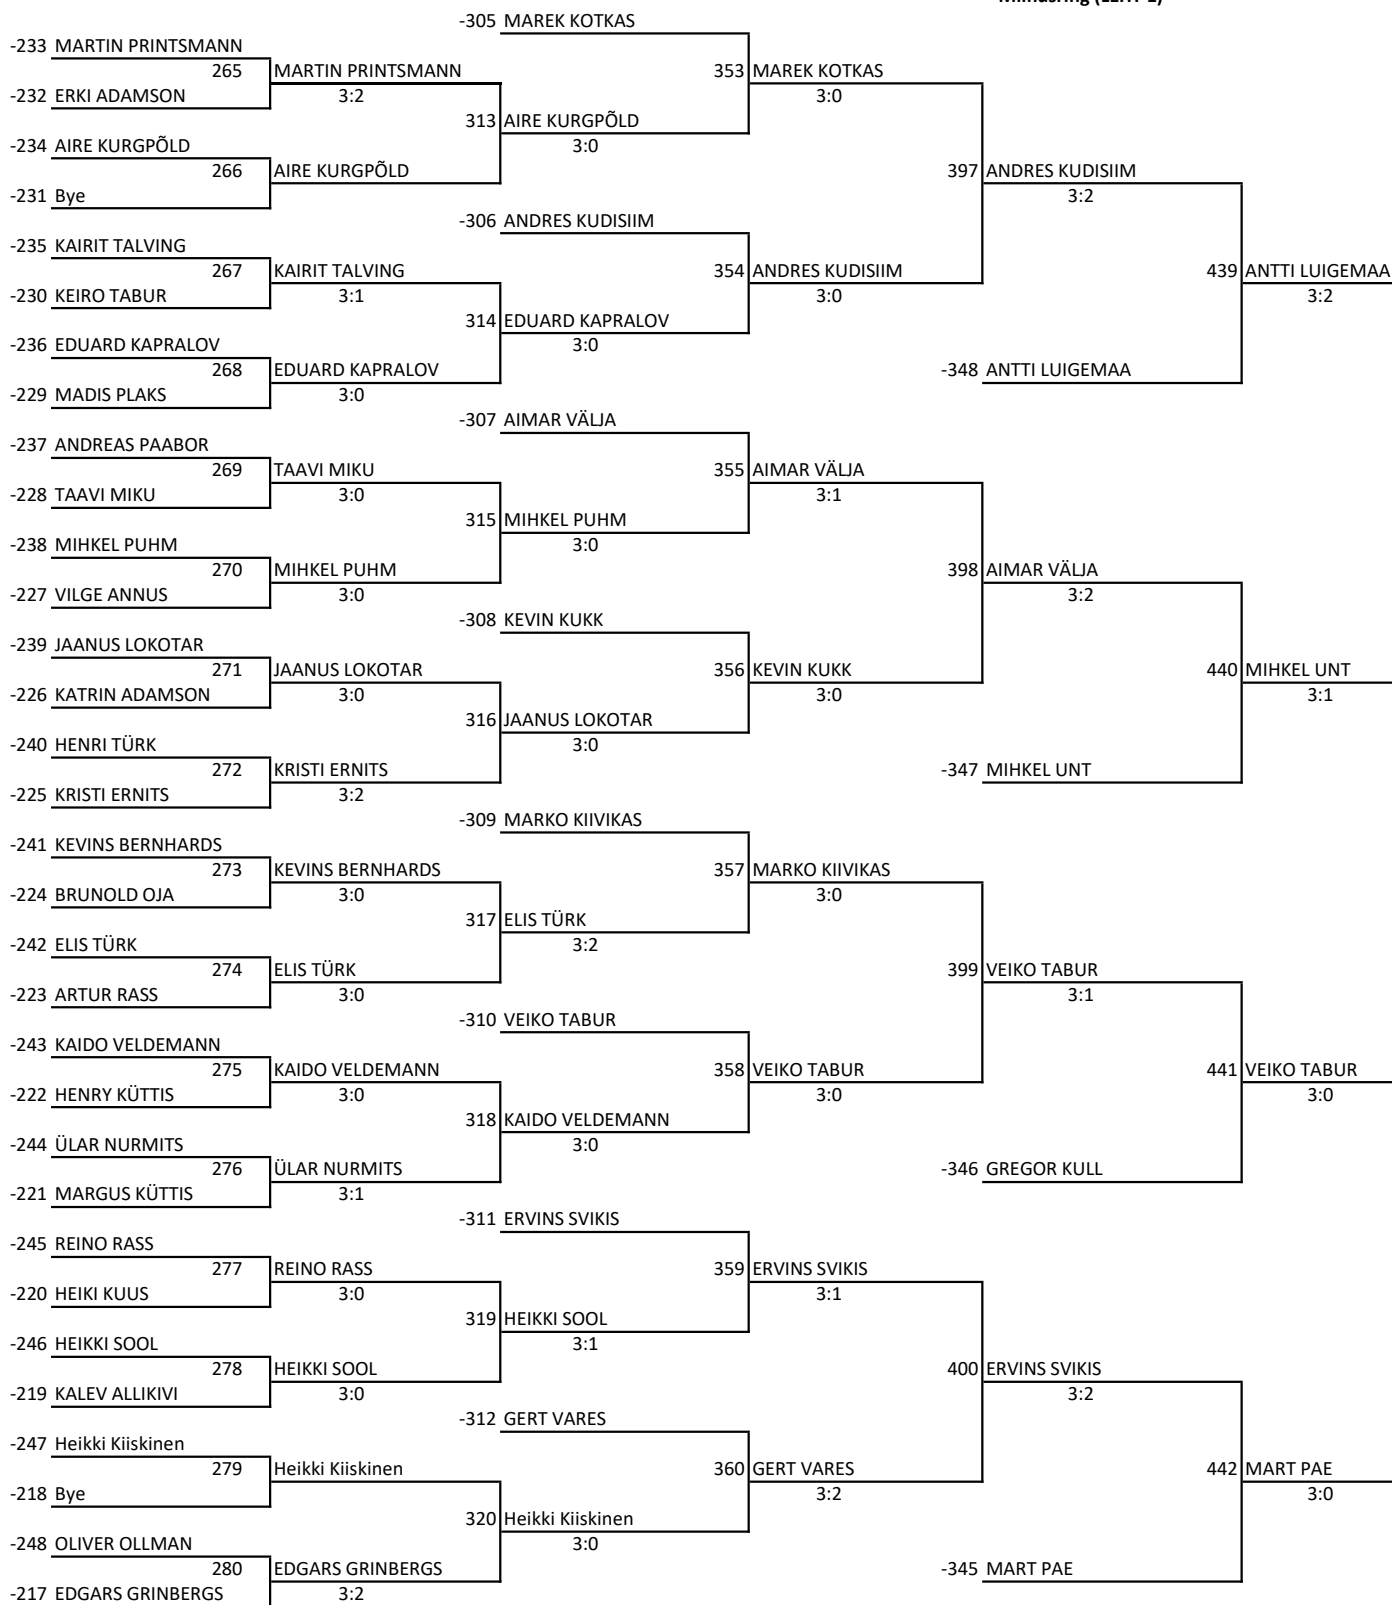 -305 MAREK KOTKAS
-233 MARTIN PRINTSMANN
265 MARTIN PRINTSMANN 353 MAREK KOTKAS
-232 ERKI ADAMSON 3:2 3:0
313 AIRE KURGPÕLD
-234 AIRE KURGPÕLD 3:0
266 AIRE KURGPÕLD 397 ANDRES KUDISIIM
-231 Bye 3:2
-306 ANDRES KUDISIIM
-235 KAIRIT TALVING
267 KAIRIT TALVING 354 ANDRES KUDISIIM 439 ANTTI LUIGEMAA
-230 KEIRO TABUR 3:1 3:0 3:2
314 EDUARD KAPRALOV
-236 EDUARD KAPRALOV 3:0
268 EDUARD KAPRALOV -348 ANTTI LUIGEMAA
-229 MADIS PLAKS 3:0
-307 AIMAR VÄLJA
-237 ANDREAS PAABOR
269 TAAVI MIKU 355 AIMAR VÄLJA
-228 TAAVI MIKU 3:0 3:1
315 MIHKEL PUHM
-238 MIHKEL PUHM 3:0
270 MIHKEL PUHM 398 AIMAR VÄLJA
-227 VILGE ANNUS 3:0 3:2
-308 KEVIN KUKK
-239 JAANUS LOKOTAR
271 JAANUS LOKOTAR 356 KEVIN KUKK 440 MIHKEL UNT
-226 KATRIN ADAMSON 3:0 3:0 3:1
316 JAANUS LOKOTAR
-240 HENRI TÜRK 3:0
272 KRISTI ERNITS -347 MIHKEL UNT
-225 KRISTI ERNITS 3:2
-309 MARKO KIIVIKAS
-241 KEVINS BERNHARDS
273 KEVINS BERNHARDS 357 MARKO KIIVIKAS
-224 BRUNOLD OJA 3:0 3:0
317 ELIS TÜRK
-242 ELIS TÜRK 3:2
274 ELIS TÜRK 399 VEIKO TABUR
-223 ARTUR RASS 3:0 3:1
-310 VEIKO TABUR
-243 KAIDO VELDEMANN
275 KAIDO VELDEMANN 358 VEIKO TABUR 441 VEIKO TABUR
-222 HENRY KÜTTIS 3:0 3:0 3:0
318 KAIDO VELDEMANN
-244 ÜLAR NURMITS 3:0
276 ÜLAR NURMITS -346 GREGOR KULL
-221 MARGUS KÜTTIS 3:1
-311 ERVINS SVIKIS
-245 REINO RASS
277 REINO RASS 359 ERVINS SVIKIS
-220 HEIKI KUUS 3:0 3:1
319 HEIKKI SOOL
-246 HEIKKI SOOL 3:1
278 HEIKKI SOOL 400 ERVINS SVIKIS
-219 KALEV ALLIKIVI 3:0 3:2
-312 GERT VARES
-247 Heikki Kiiskinen
279 Heikki Kiiskinen 360 GERT VARES 442 MART PAE
-218 Bye 3:2 3:0
320 Heikki Kiiskinen
-248 OLIVER OLLMAN 3:0
280 EDGARS GRINBERGS -345 MART PAE
-217 EDGARS GRINBERGS 3:2